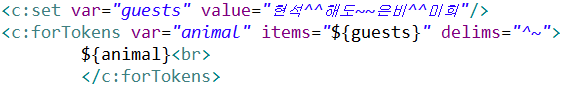 <c:set var="guests" value="현석^^해도~~은비^^미희"/>
<c:forTokens var="animal" items="${guests}" delims="^~">
${animal}<br>
</c:forTokens>